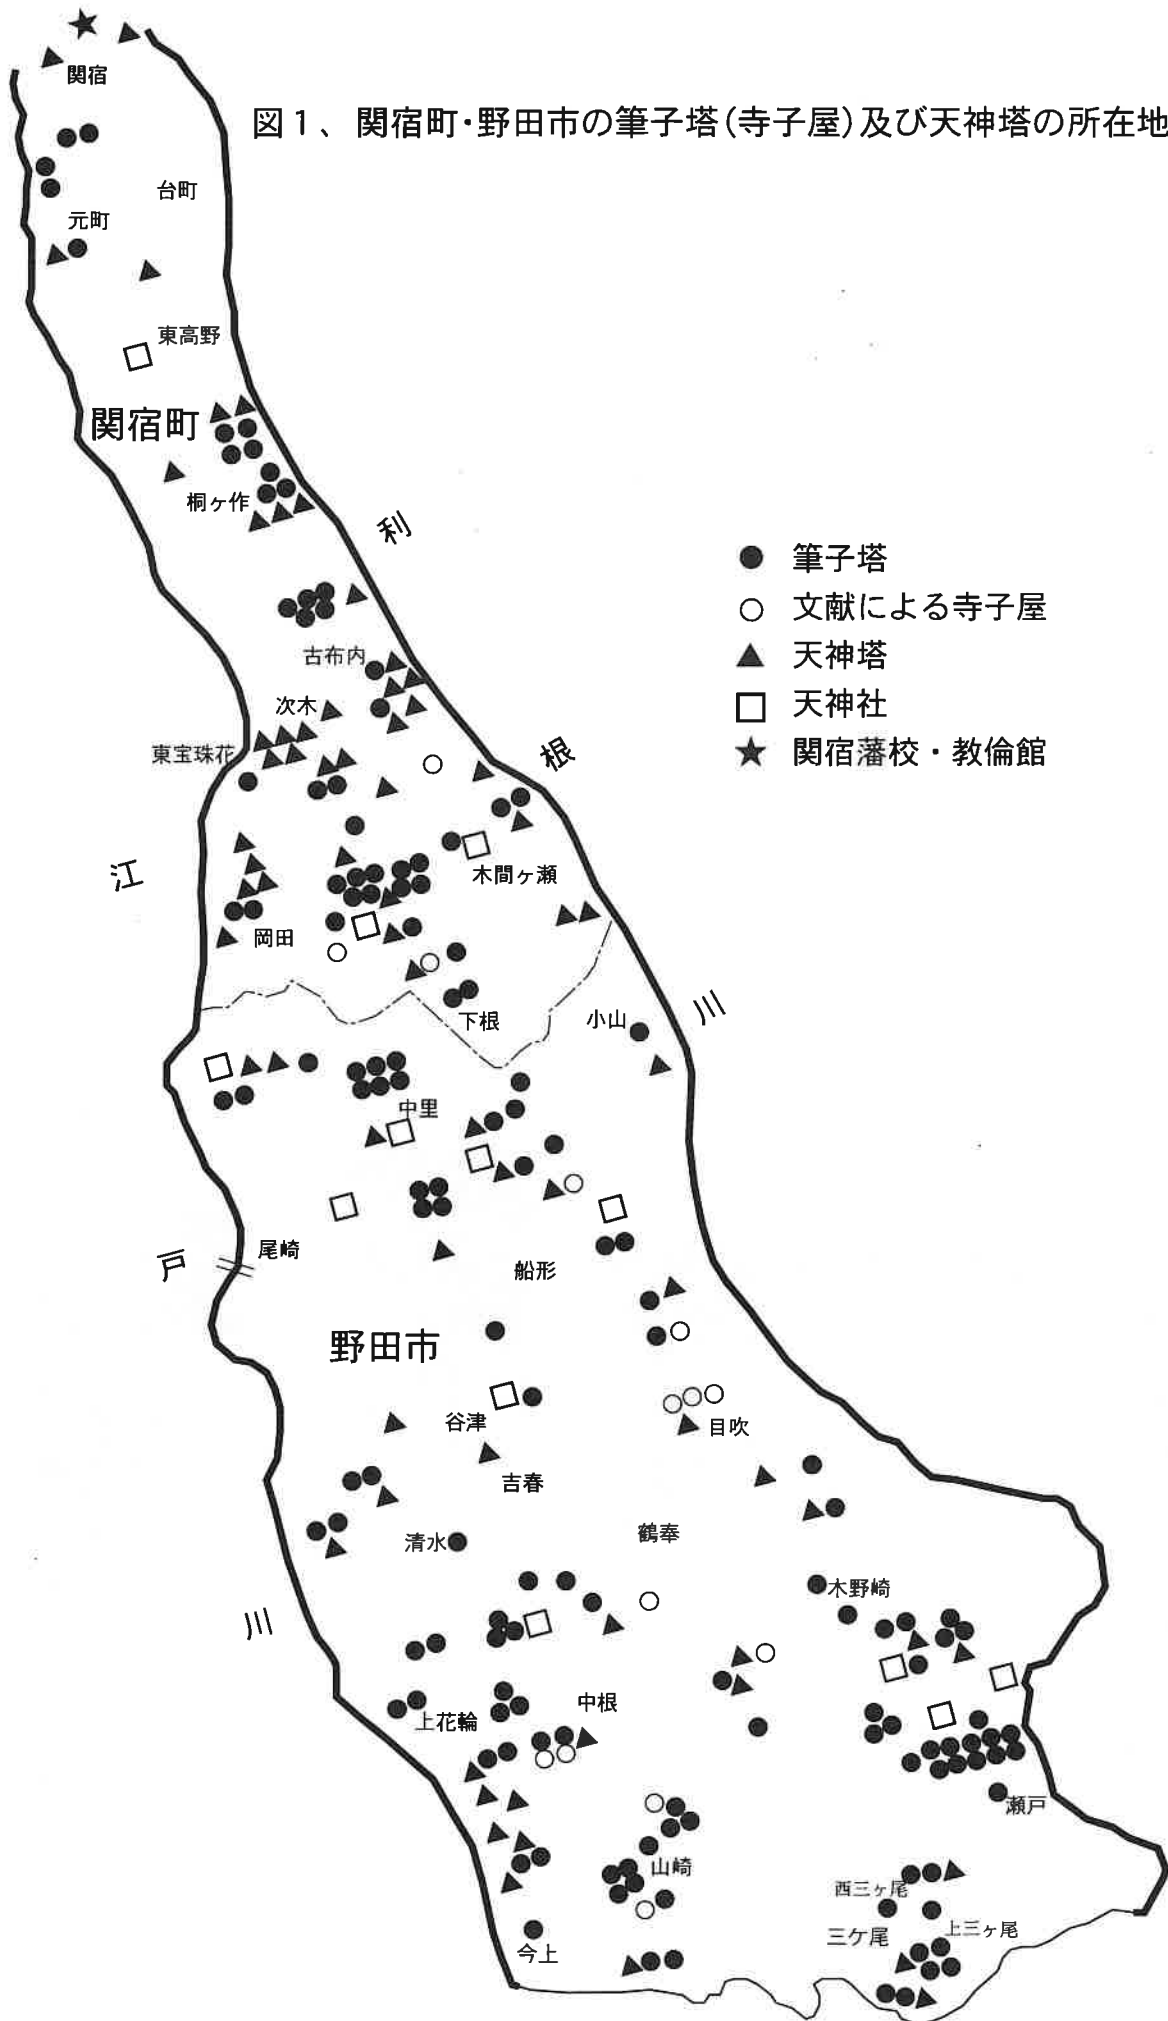 図1、関宿町・野田市の筆子塔(寺子屋)及び天神塔の所在地
関宿
台町
元町
東高野
関宿町
桐ヶ作
利
● 筆子塔
○ 文献による寺子屋
▲ 天神塔
□ 天神社
★ 関宿藩校・教倫館
古布内
次木
東宝珠花
根
江
木間ヶ瀬
岡田
川
下根
小山
中里
戸
尾崎
船形
野田市
谷津
目吹
吉春
清水
鶴奉
木野崎
川
上花輪
中根
瀬戸
山崎
西三ヶ尾
三ケ尾
上三ヶ尾
今上